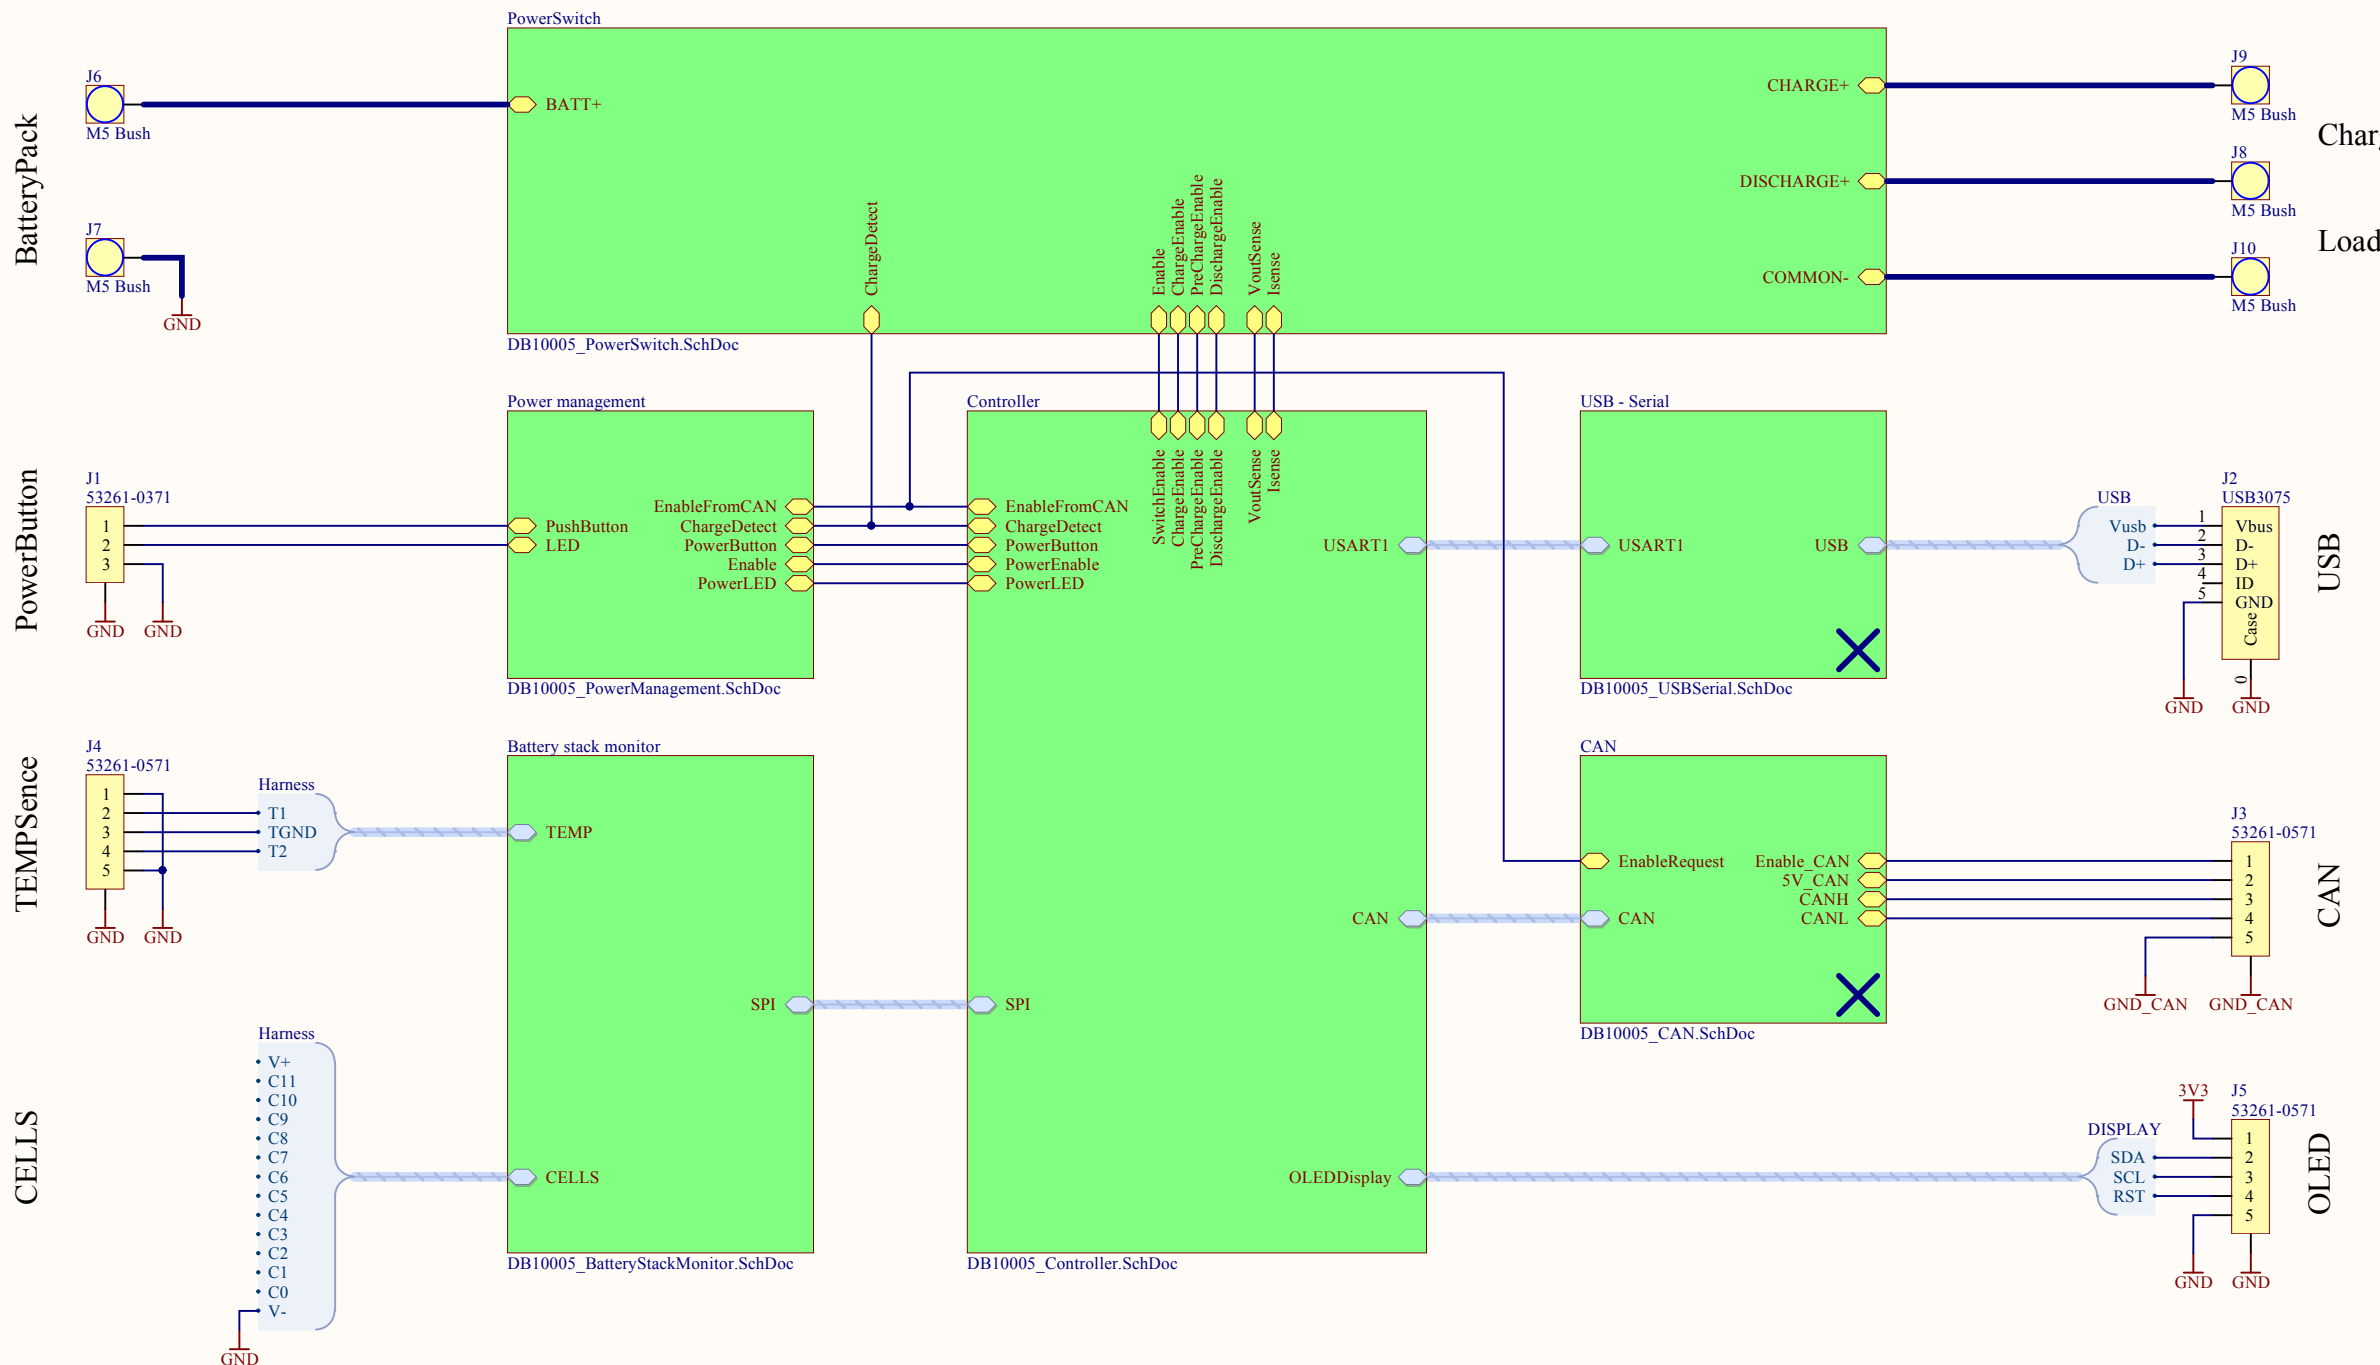 PowerSwitch
BATT+
CHARGE+
DISCHARGE+
COMMON-
ChargeDetect
Enable
ChargeEnable
PreChargeEnable
DischargeEnable
VoutSense
Isense
DB10005_PowerSwitch.SchDoc
BatteryPack
J6
M5 Bush
J7
M5 Bush
GND
J9
M5 Bush
J8
M5 Bush
J10
M5 Bush
Char
Load
PowerButton
J1
53261-0371
1
2
3
GND
GND
Power management
PushButton
LED
EnableFromCAN
ChargeDetect
PowerButton
Enable
PowerLED
DB10005_PowerManagement.SchDoc
Controller
SwitchEnable
ChargeEnable
PreChargeEnable
DischargeEnable
VoutSense
Isense
EnableFromCAN
ChargeDetect
PowerButton
PowerEnable
PowerLED
USART1
CAN
SPI
OLEDDisplay
DB10005_Controller.SchDoc
USB - Serial
USART1
USB
DB10005_USBSerial.SchDoc
USB
Vusb
D-
D+
J2
USB3075
1
2
3
4
5
Vbus
D-
D+
ID
GND
Case
0
GND
GND
USB
TEMPSence
J4
53261-0571
1
2
3
4
5
GND
GND
Harness
T1
TGND
T2
Battery stack monitor
TEMP
SPI
CELLS
DB10005_BatteryStackMonitor.SchDoc
CAN
EnableRequest
CAN
Enable_CAN
5V_CAN
CANH
CANL
DB10005_CAN.SchDoc
J3
53261-0571
1
2
3
4
5
GND_CAN
GND_CAN
CAN
CELLS
Harness
V+
C11
C10
C9
C8
C7
C6
C5
C4
C3
C2
C1
C0
V-
GND
3V3
J5
53261-0571
DISPLAY
SDA
SCL
RST
1
2
3
4
5
GND
GND
OLED